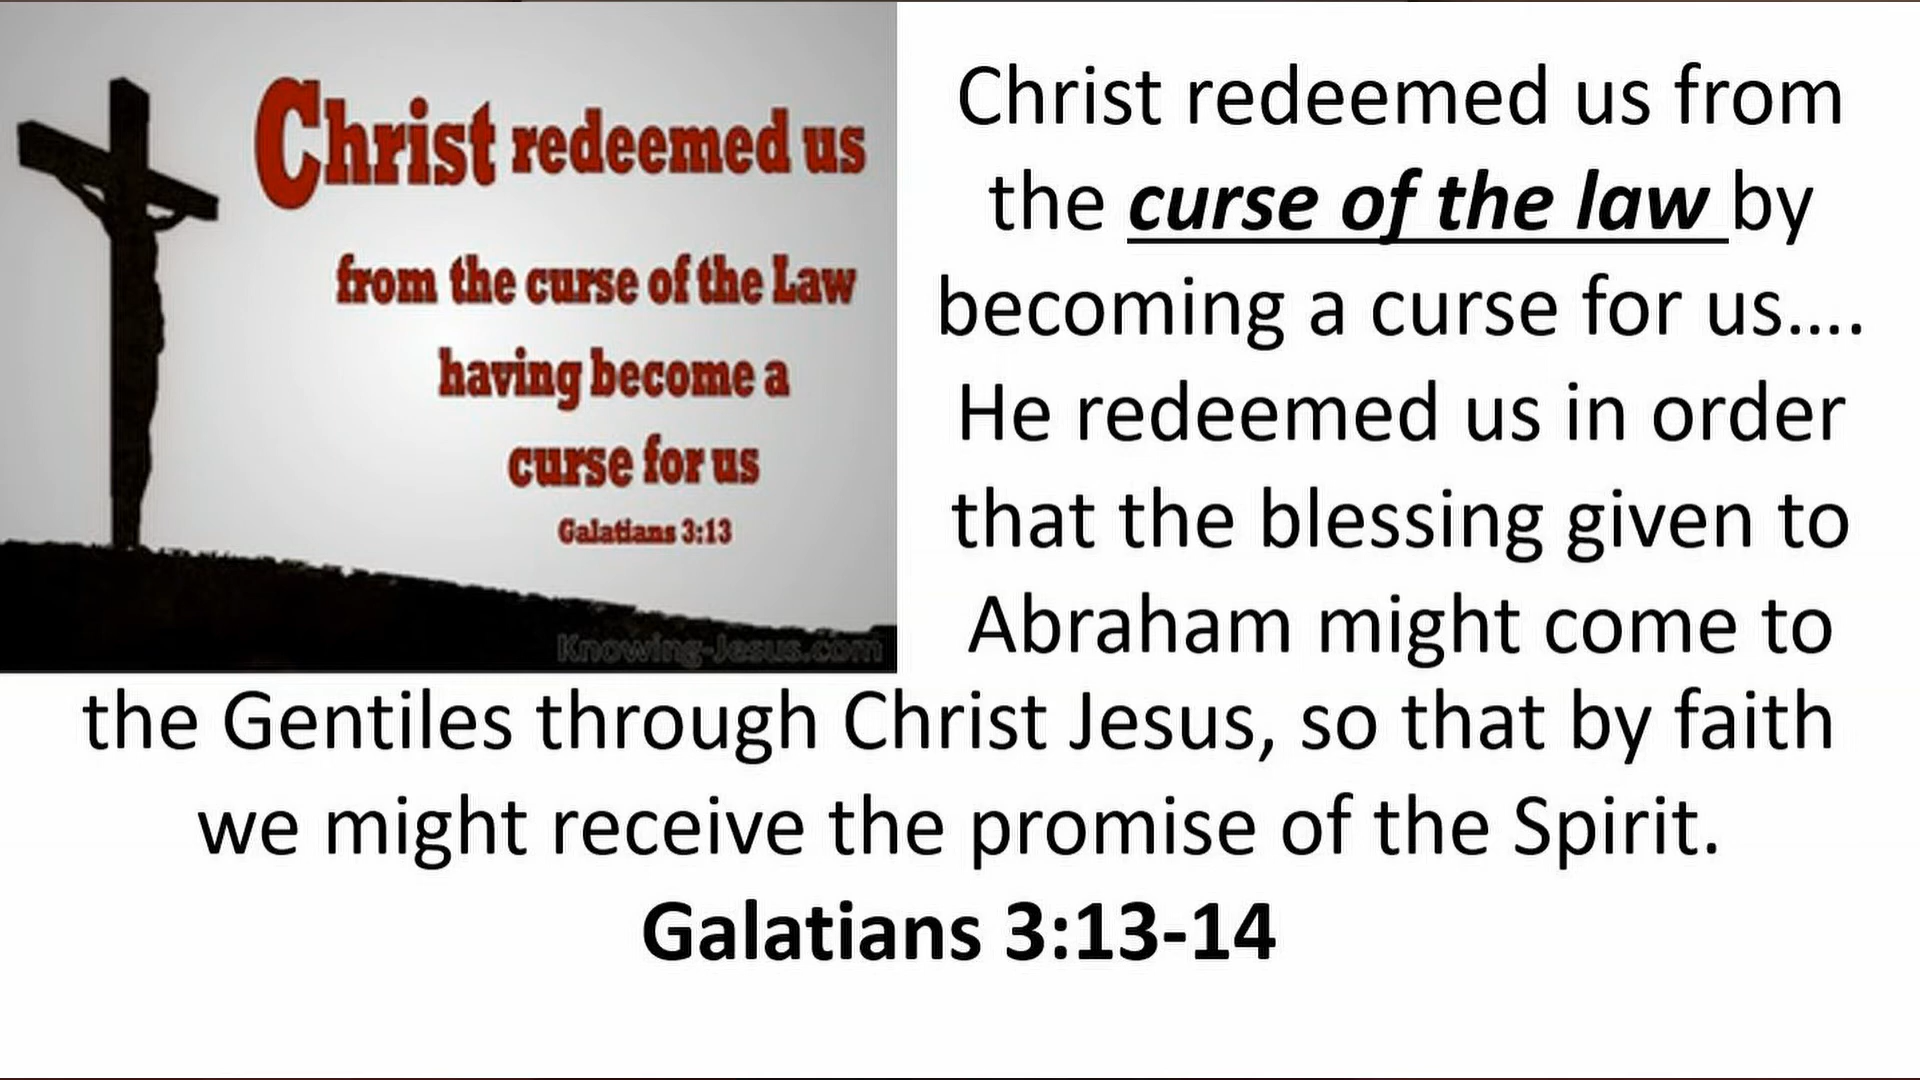 Christ redeemed us
from the curse of the Law
having become a
curse for us
Galatians 3:13
Knowing-Jesus.com
Christ redeemed us from
the curse of the law by
becoming a curse for us....
He redeemed us in order
that the blessing given to
Abraham might come to
the Gentiles through Christ Jesus, so that by faith
we might receive the promise of the Spirit.
Galatians 3:13-14